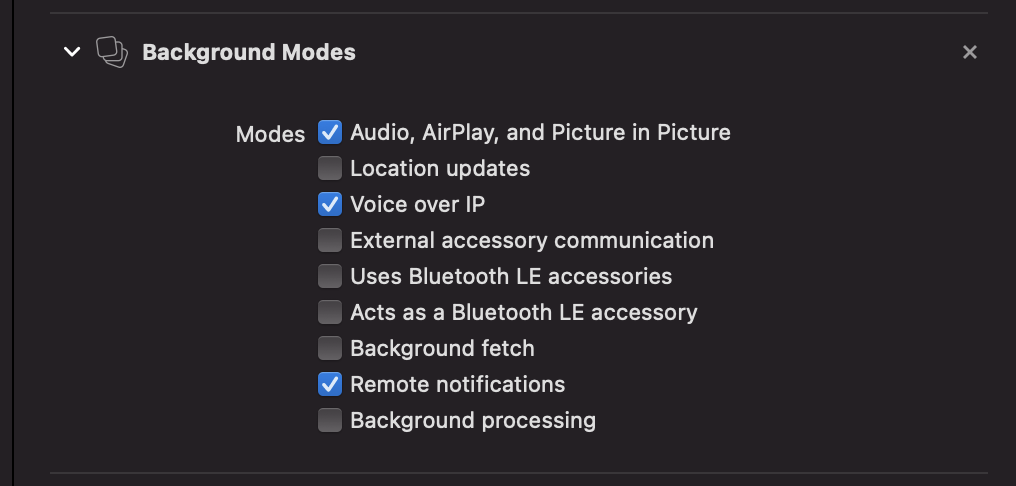 Background Modes
Modes
Audio, AirPlay, and Picture in Picture
Location updates
Voice over IP
External accessory communication
Uses Bluetooth LE accessories
Acts as a Bluetooth LE accessory
Background fetch
Remote notifications
Background processing